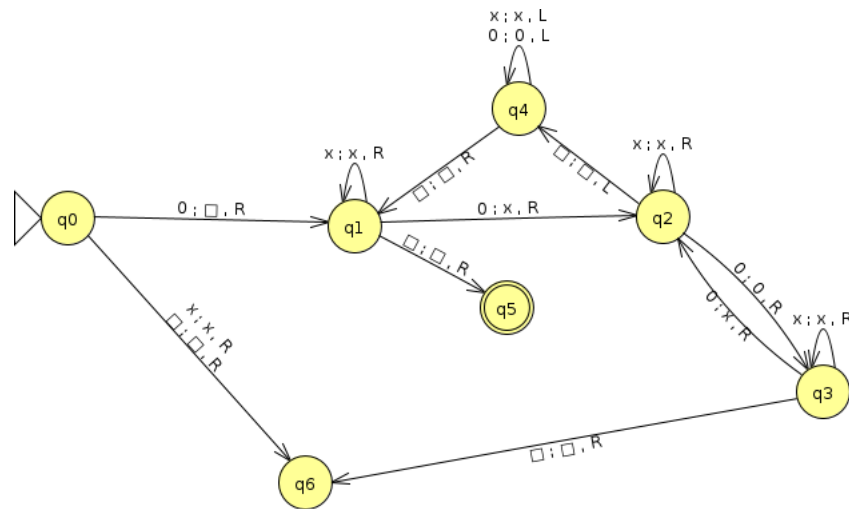 x ; x , L
0 ; 0 , L
q4
x ; x , R
x ; x , R
□ ; □ , R
□ ; □ , L
q0
0 ; □ , R
q1
0 ; x , R
q2
□ ; □ , R
q5
0 ; 0 , R
0 ; x , R
x ; x , R
x ; x , R
□ ; □ , R
q3
□ ; □ , R
q6